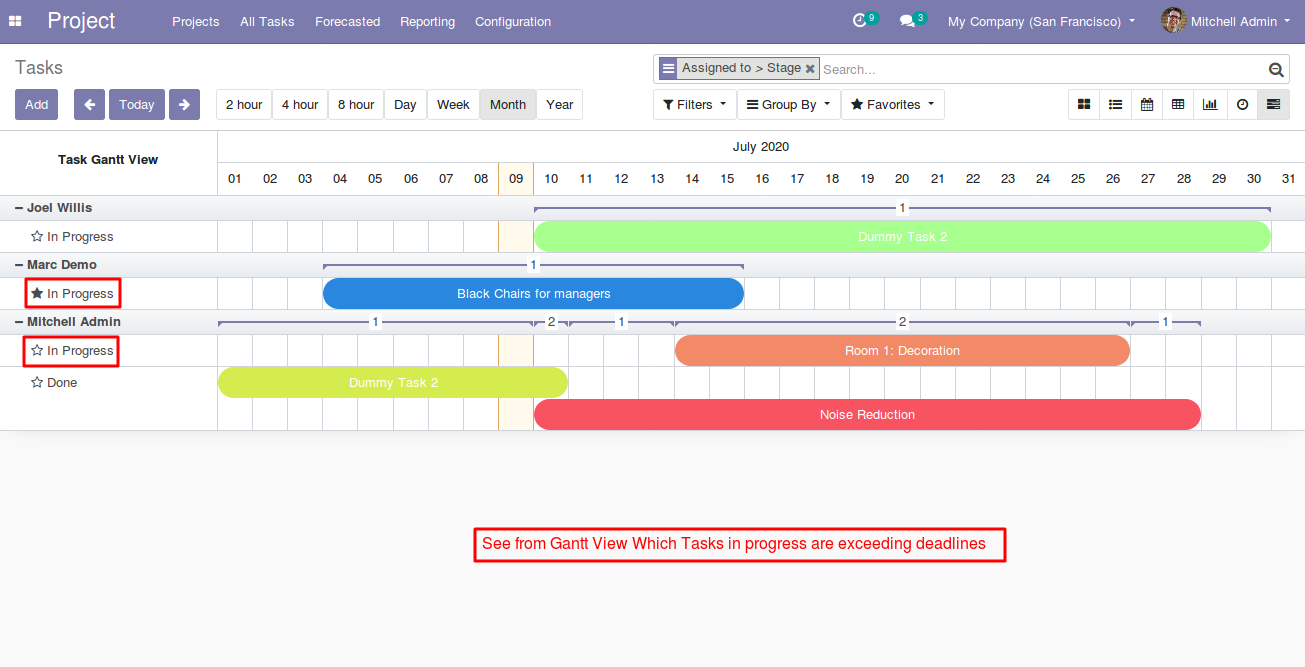 Project Projects All Tasks Forecasted Reporting Configuration 9 3 My Company (San Francisco) Mitchell Admin
Tasks Assigned to > Stage Search...
Add Today 2 hour 4 hour 8 hour Day Week Month Year Filters Group By Favorites
Task Gantt View July 2020
01 02 03 04 05 06 07 08 09 10 11 12 13 14 15 16 17 18 19 20 21 22 23 24 25 26 27 28 29 30 31
Joel Willis 1
In Progress Dummy Task 2
Marc Demo 1
In Progress Black Chairs for managers
Mitchell Admin 1 2 1 2 1
In Progress Room 1: Decoration
Done Dummy Task 2
Noise Reduction
See from Gantt View Which Tasks in progress are exceeding deadlines